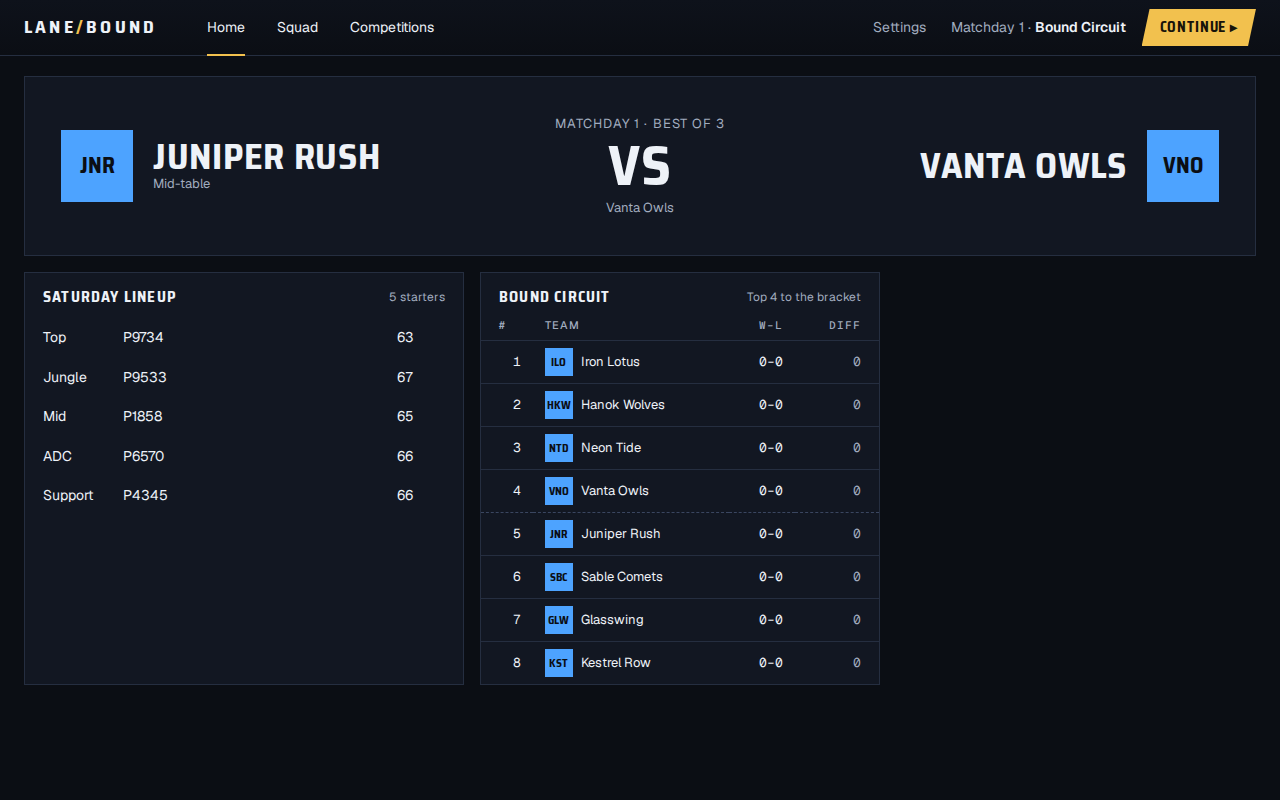 LANE/BOUND Home Squad Competitions Settings Matchday 1 · Bound Circuit CONTINUE ▸
MATCHDAY 1 · BEST OF 3
JNR JUNIPER RUSH VS VANTA OWLS VNO
Mid-table
Vanta Owls
SATURDAY LINEUP 5 starters
Top P9734 63
Jungle P9533 67
Mid P1858 65
ADC P6570 66
Support P4345 66
BOUND CIRCUIT Top 4 to the bracket
# TEAM W-L DIFF
1 ILO Iron Lotus 0-0 0
2 HKW Hanok Wolves 0-0 0
3 NTD Neon Tide 0-0 0
4 VNO Vanta Owls 0-0 0
5 JNR Juniper Rush 0-0 0
6 SBC Sable Comets 0-0 0
7 GLW Glasswing 0-0 0
8 KST Kestrel Row 0-0 0